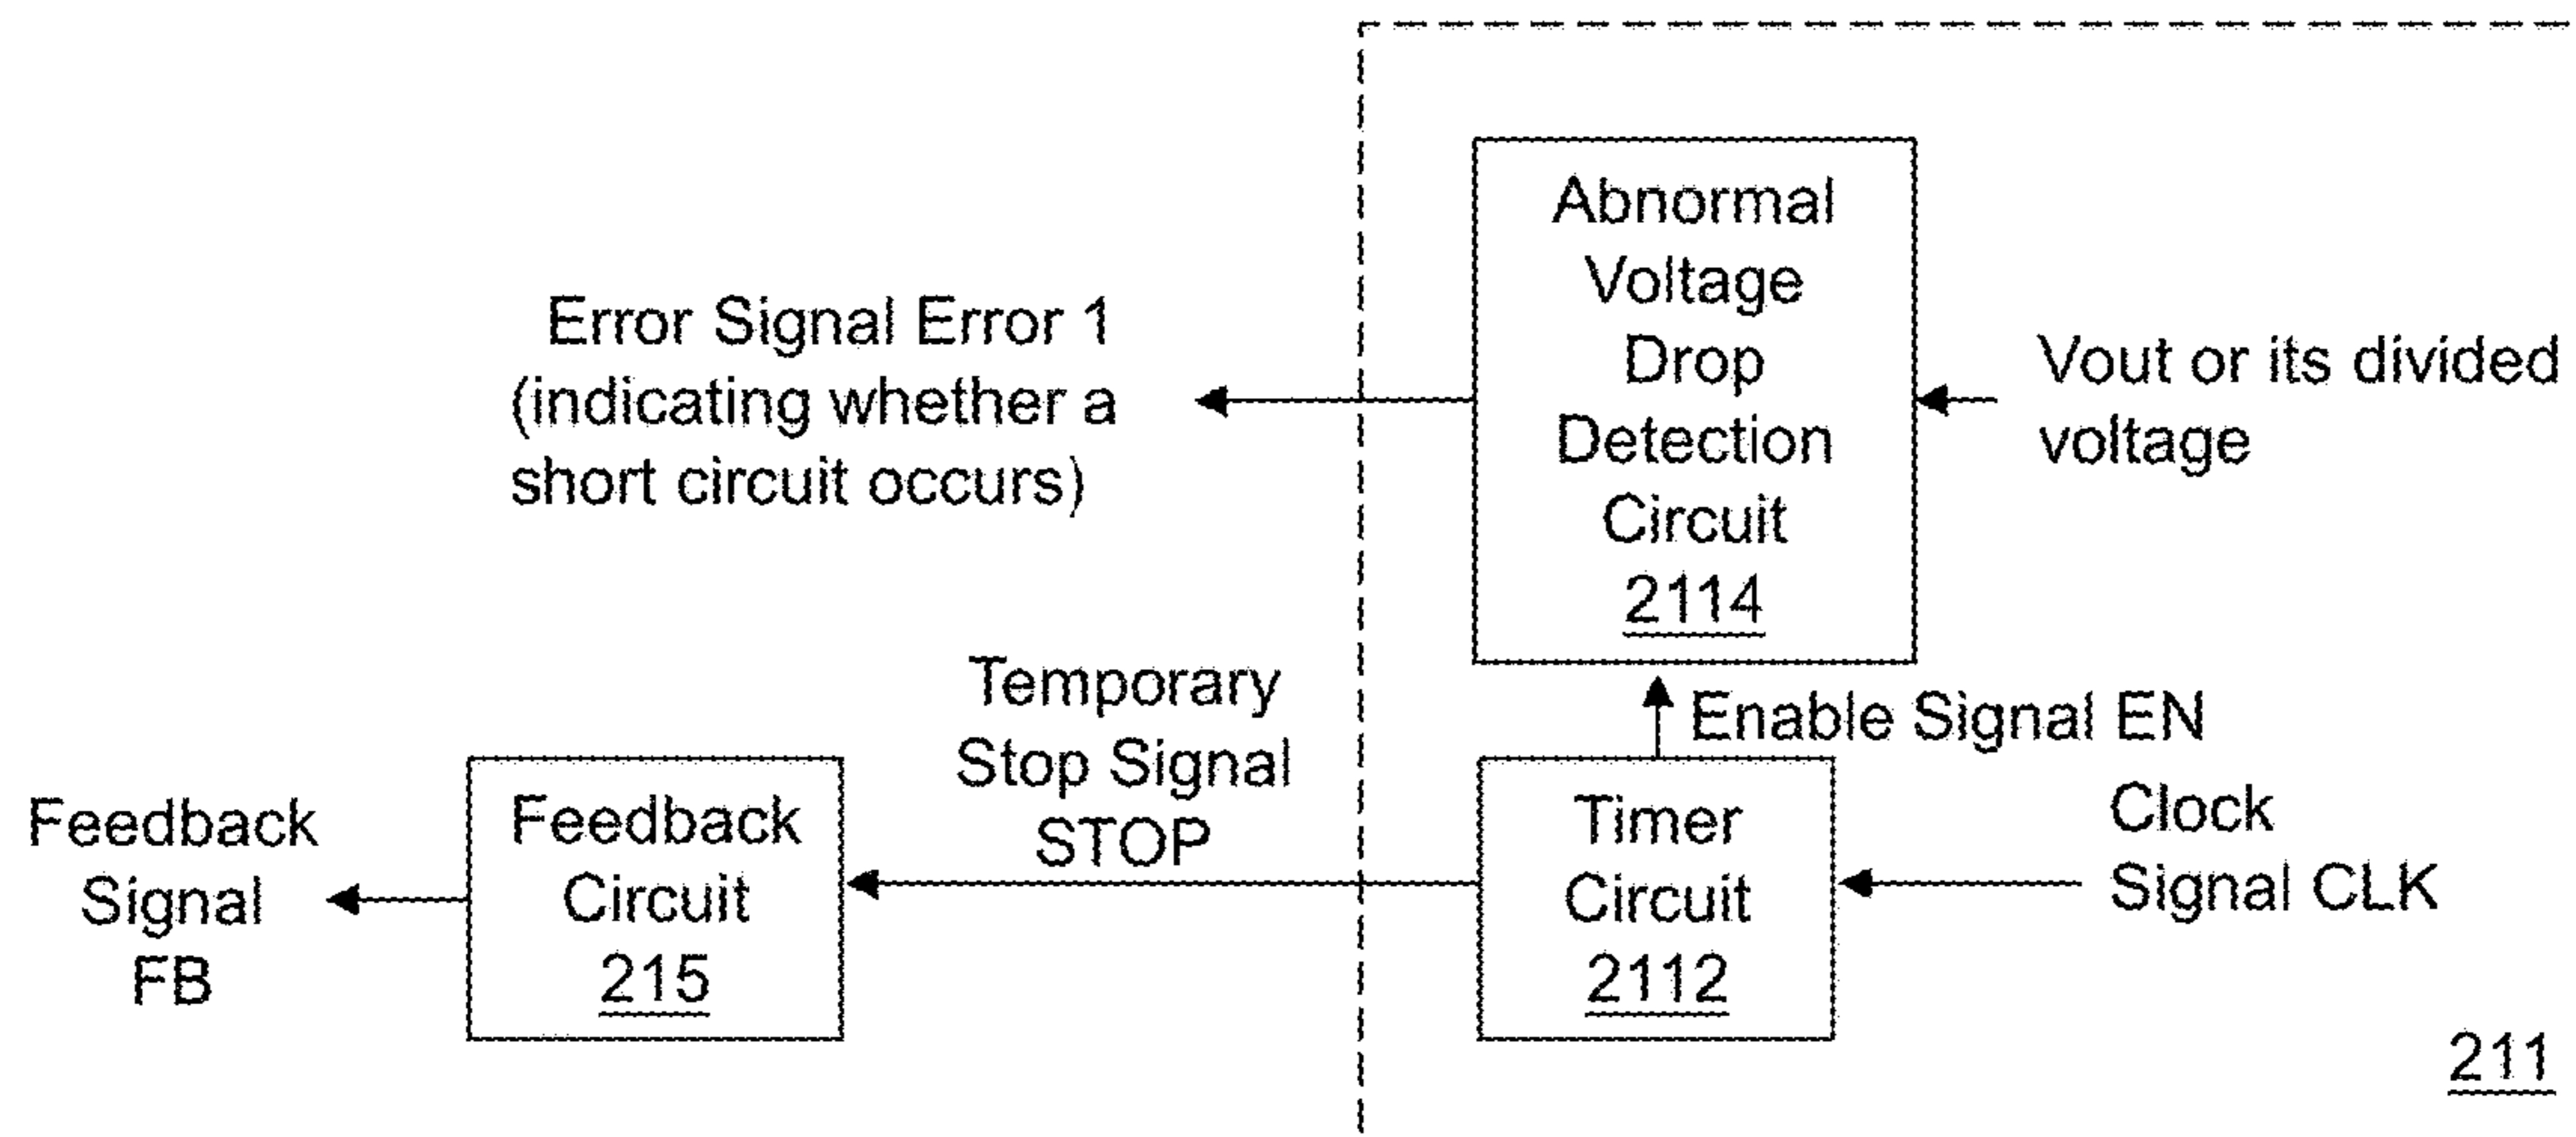 Abnormal
Voltage
Drop
Detection
Circuit
2114
Error Signal Error 1
(indicating whether a
short circuit occurs)
Vout or its divided
voltage
Temporary
Stop Signal
STOP
Enable Signal EN
Feedback
Signal
FB
Feedback
Circuit
215
Timer
Circuit
2112
Clock
Signal CLK
211